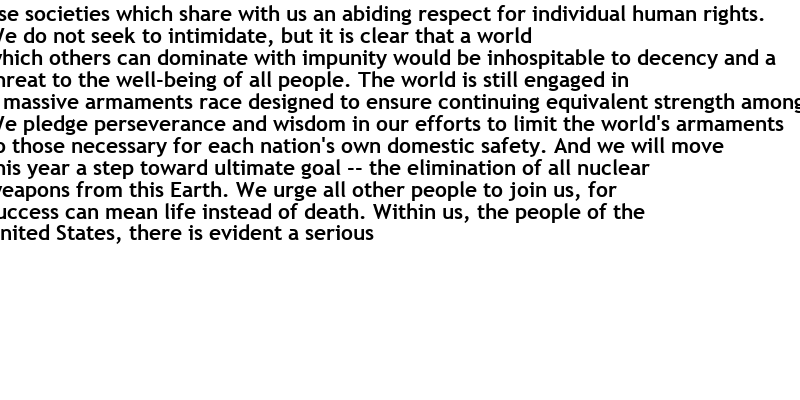 se societies which share with us an abiding respect for individual human rights.
We do not seek to intimidate, but it is clear that a world
which others can dominate with impunity would be inhospitable to decency and a
threat to the well-being of all people. The world is still engaged in
massive armaments race designed to ensure continuing equivalent strength among
We pledge perseverance and wisdom in our efforts to limit the world's armaments
to those necessary for each nation's own domestic safety. And we will move
this year a step toward ultimate goal -- the elimination of all nuclear
weapons from this Earth. We urge all other people to join us, for
success can mean life instead of death. Within us, the people of the
United States, there is evident a serious